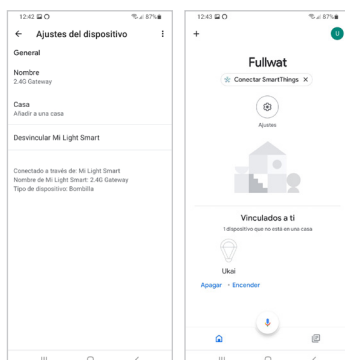 12:42
87%
Ajustes del dispositivo
General
Nombre
2.4G Gateway
Casa
Añadir a una casa
Desvincular Mi Light Smart
Conectado a través de: Mi Light Smart
Nombre de Mi Light Smart: 2.4G Gateway
Tipo de dispositivo: Bombilla
12:43
87%
U
Fullwat
Conectar SmartThings
Ajustes
Vinculados a ti
1 dispositivo que no está en una casa
Ukai
Apagar • Encender